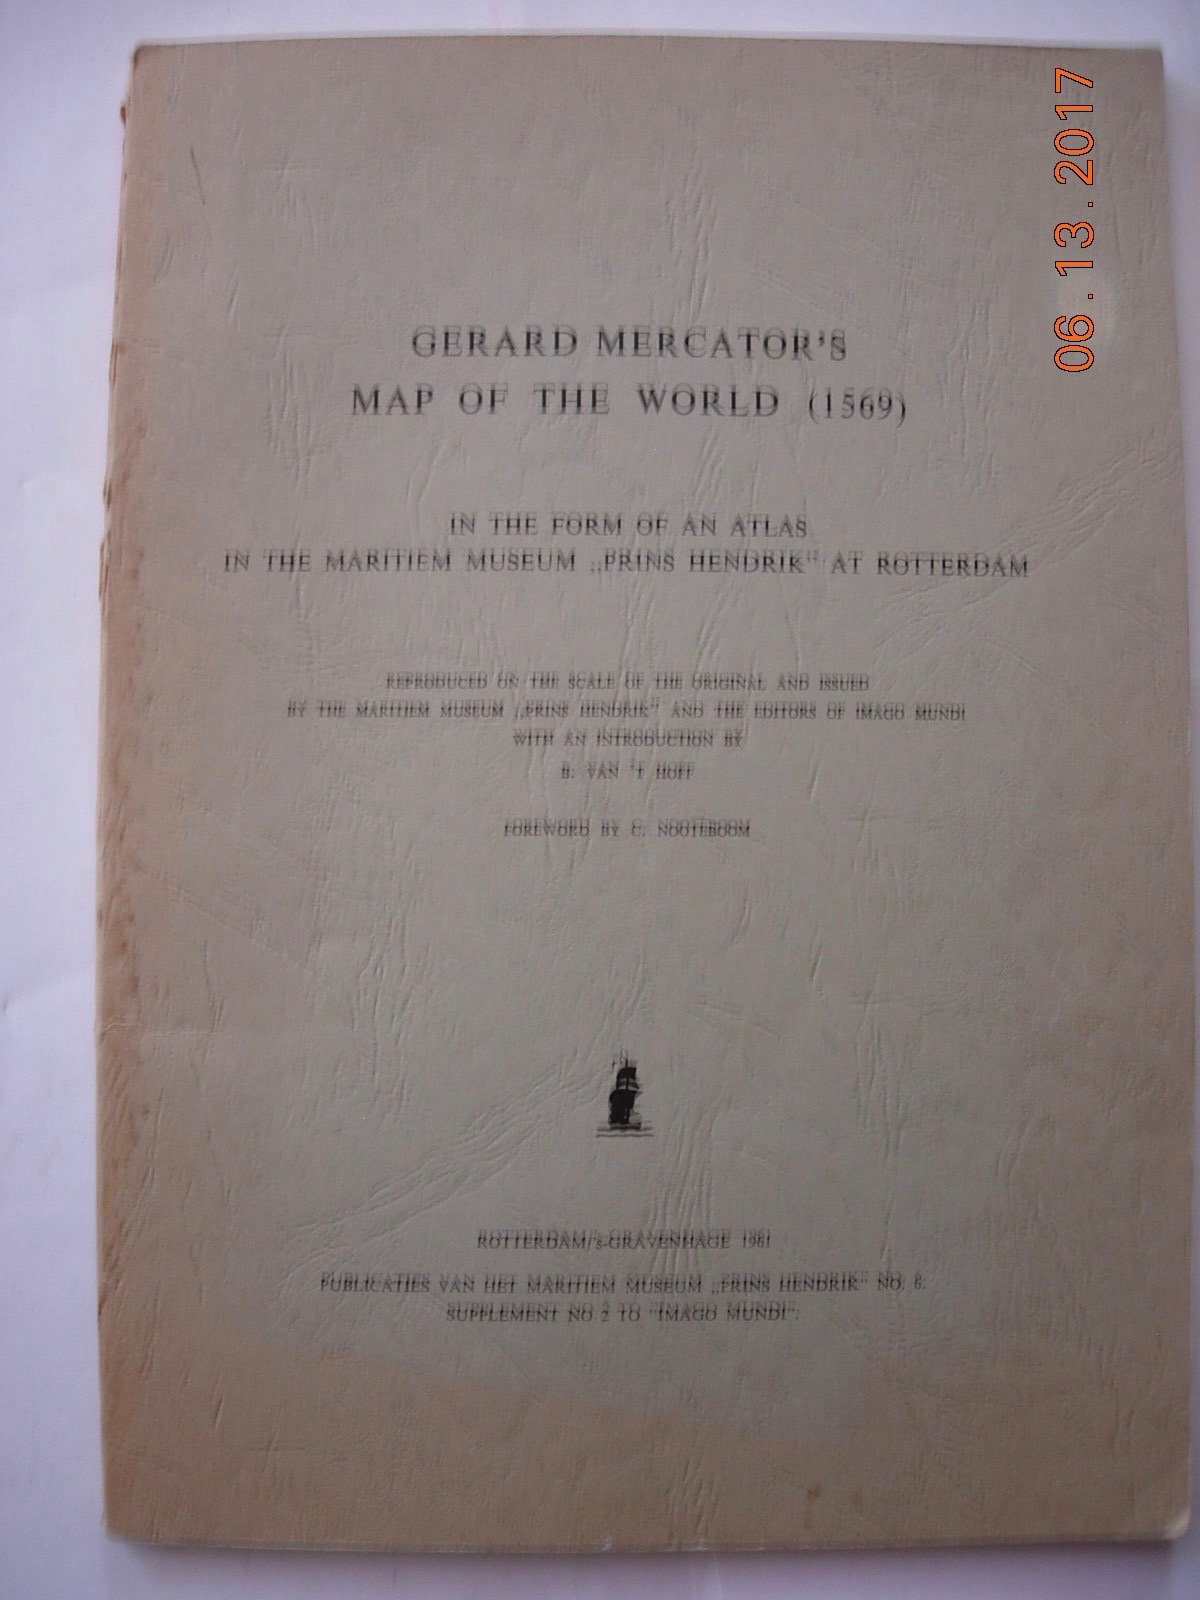 06.13.2017
GERARD MERCATOR'S
MAP OF THE WORLD (1569)
IN THE FORM OF AN ATLAS
IN THE MARITIEM MUSEUM „PRINS HENDRIK" AT ROTTERDAM
REPRODUCED ON THE SCALE OF THE ORIGINAL AND ISSUED
BY THE MARITIEM MUSEUM „PRINS HENDRIK" AND THE EDITORS OF IMAGO MUNDI
WITH AN INTRODUCTION BY
B. VAN 'T HOFF
FOREWORD BY C. NOOTEBOOM
ROTTERDAM/'s-GRAVENHAGE 1961
PUBLICATIES VAN HET MARITIEM MUSEUM „PRINS HENDRIK" NO. 6.
SUPPLEMENT NO 2 TO "IMAGO MUNDI".